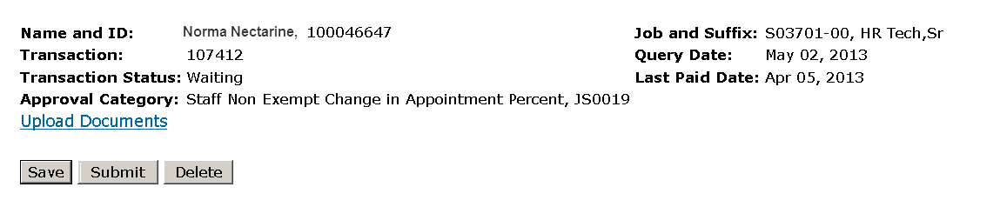 Name and ID: Norma Nectarine, 100046647 Job and Suffix: S03701-00, HR Tech,Sr
Transaction: 107412 Query Date: May 02, 2013
Transaction Status: Waiting Last Paid Date: Apr 05, 2013
Approval Category: Staff Non Exempt Change in Appointment Percent, JS0019
Upload Documents
Save Submit Delete